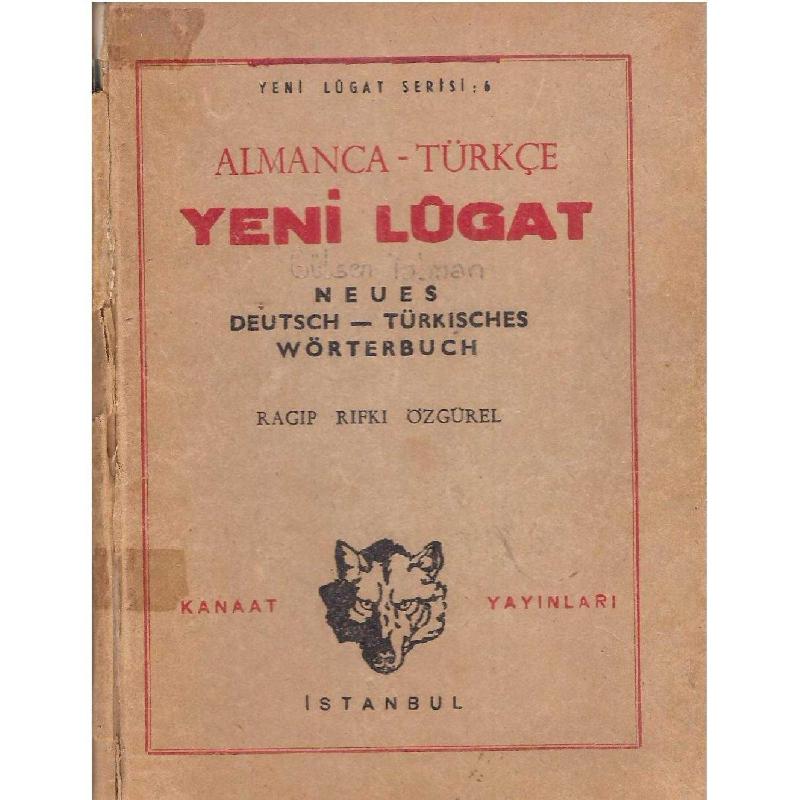 YENİ LÛGAT SERİSİ: 6
ALMANCA - TÜRKÇE
YENİ LÛGAT
NEUES
DEUTSCH — TÜRKISCHES
WÖRTERBUCH
RAGIP RIFKI ÖZGÜREL
KANAAT YAYINLARI
İSTANBUL